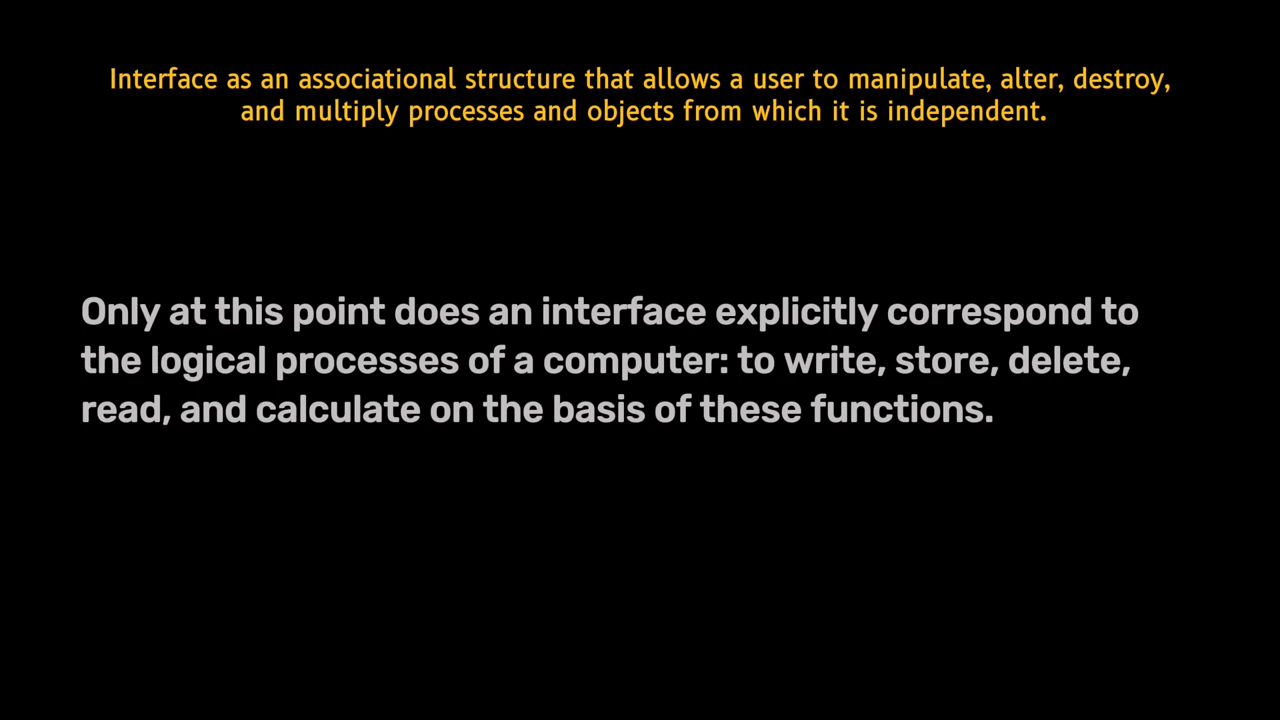 Interface as an associational structure that allows a user to manipulate, alter, destroy,
and multiply processes and objects from which it is independent.
Only at this point does an interface explicitly correspond to
the logical processes of a computer: to write, store, delete,
read, and calculate on the basis of these functions.